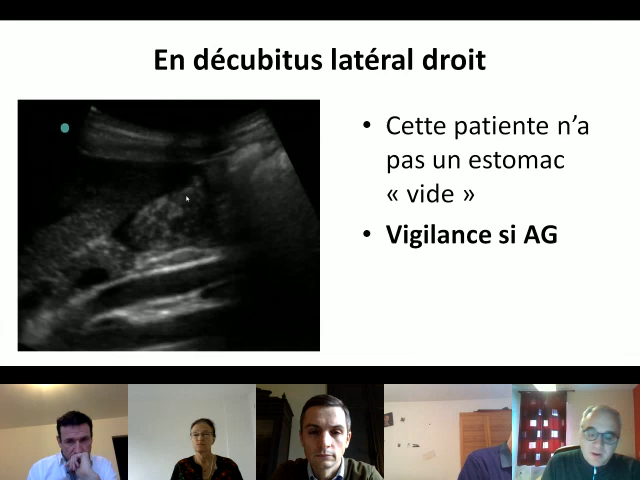 En décubitus latéral droit
• Cette patiente n’a
pas un estomac
« vide »
• Vigilance si AG